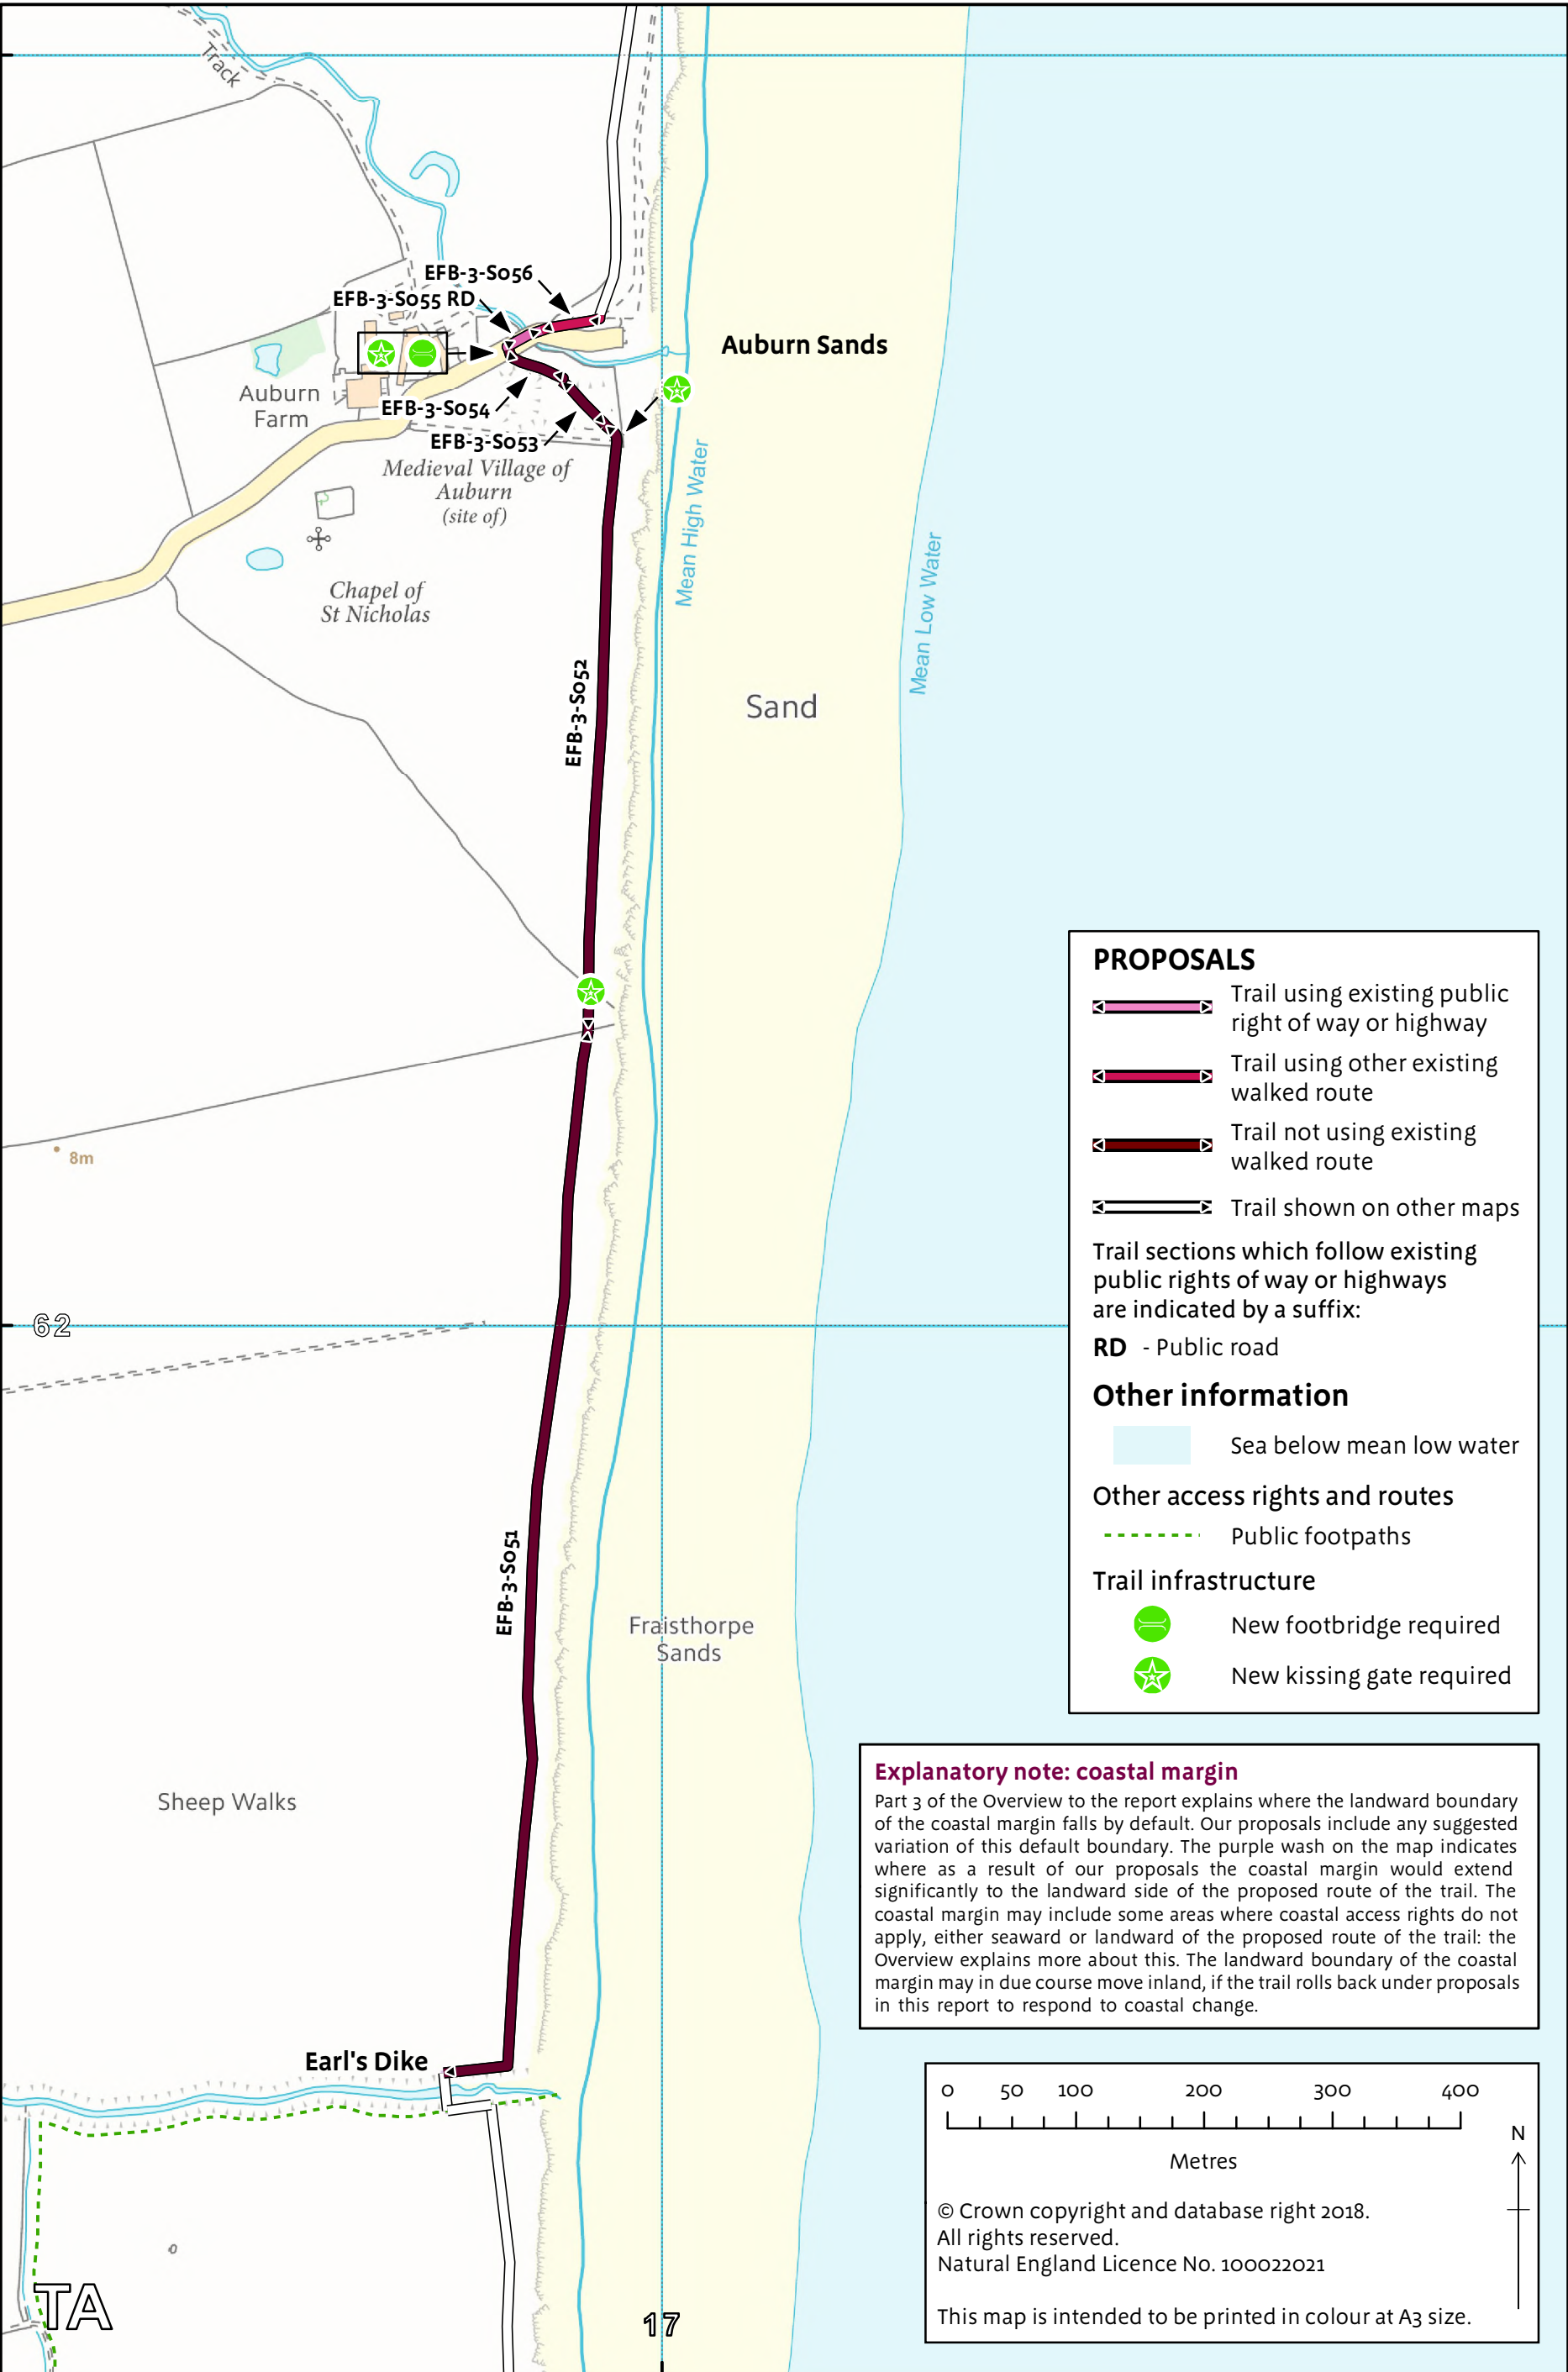 Track
EFB-3-S056
EFB-3-S055 RD
Auburn Sands
Auburn
Farm
EFB-3-S054
EFB-3-S053
Medieval Village of
Auburn
(site of)
Mean High Water
Mean Low Water
Chapel of
St Nicholas
EFB-3-S052
Sand
8m
62
EFB-3-S051
Fraisthorpe
Sands
Sheep Walks
Earl's Dike
TA
17
PROPOSALS
Trail using existing public
right of way or highway
Trail using other existing
walked route
Trail not using existing
walked route
Trail shown on other maps
Trail sections which follow existing
public rights of way or highways
are indicated by a suffix:
RD - Public road
Other information
Sea below mean low water
Other access rights and routes
Public footpaths
Trail infrastructure
New footbridge required
New kissing gate required
Explanatory note: coastal margin
Part 3 of the Overview to the report explains where the landward boundary
of the coastal margin falls by default. Our proposals include any suggested
variation of this default boundary. The purple wash on the map indicates
where as a result of our proposals the coastal margin would extend
significantly to the landward side of the proposed route of the trail. The
coastal margin may include some areas where coastal access rights do not
apply, either seaward or landward of the proposed route of the trail: the
Overview explains more about this. The landward boundary of the coastal
margin may in due course move inland, if the trail rolls back under proposals
in this report to respond to coastal change.
0 50 100 200 300 400
Metres
N
© Crown copyright and database right 2018.
All rights reserved.
Natural England Licence No. 100022021
This map is intended to be printed in colour at A3 size.